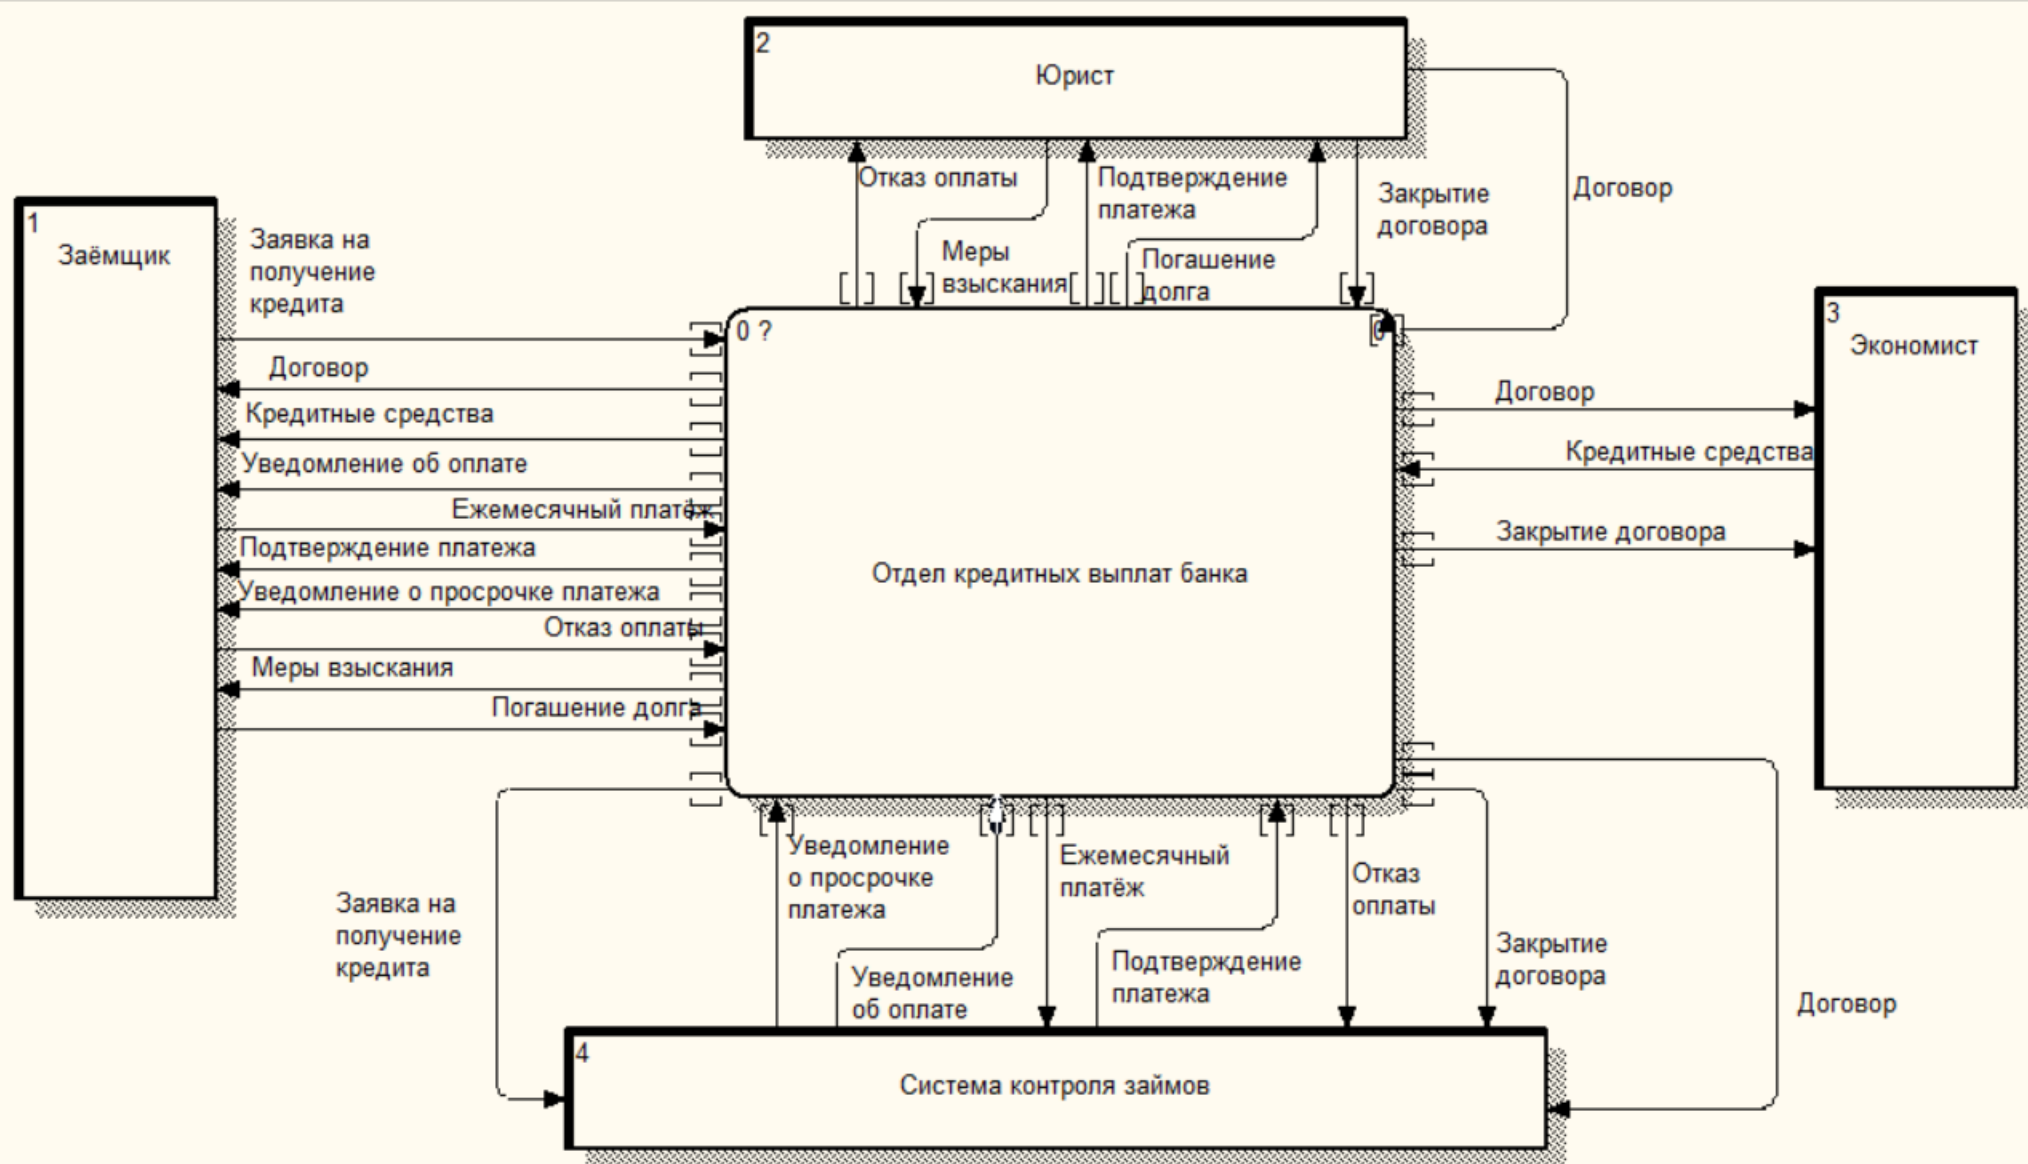 2
Юрист
Отказ оплаты
Меры
взыскания
Подтверждение
платежа
Погашение
долга
Закрытие
договора
Договор
1
Заёмщик
Заявка на
получение
кредита
Договор
Кредитные средства
Уведомление об оплате
Ежемесячный платёж
Подтверждение платежа
Уведомление о просрочке платежа
Отказ оплаты
Меры взыскания
Погашение долга
0 ?
0
Отдел кредитных выплат банка
3
Экономист
Договор
Кредитные средства
Закрытие договора
Заявка на
получение
кредита
Уведомление
о просрочке
платежа
Уведомление
об оплате
Ежемесячный
платёж
Подтверждение
платежа
Отказ
оплаты
Закрытие
договора
Договор
4
Система контроля займов